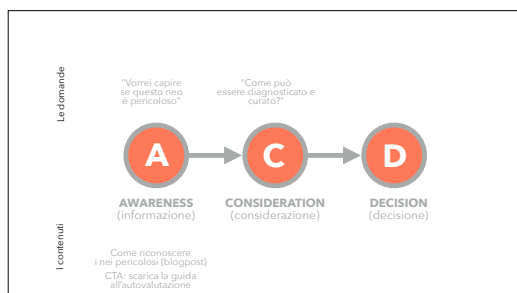 Le domande
"Vorrei capire
se questo neo
è pericoloso"
"Come può
essere diagnosticato e
curato?"
A
C
D
AWARENESS
(informazione)
CONSIDERATION
(considerazione)
DECISION
(decisione)
I contenuti
Come riconoscere
i nei pericolosi (blogpost)
CTA: scarica la guida
all'autovalutazione